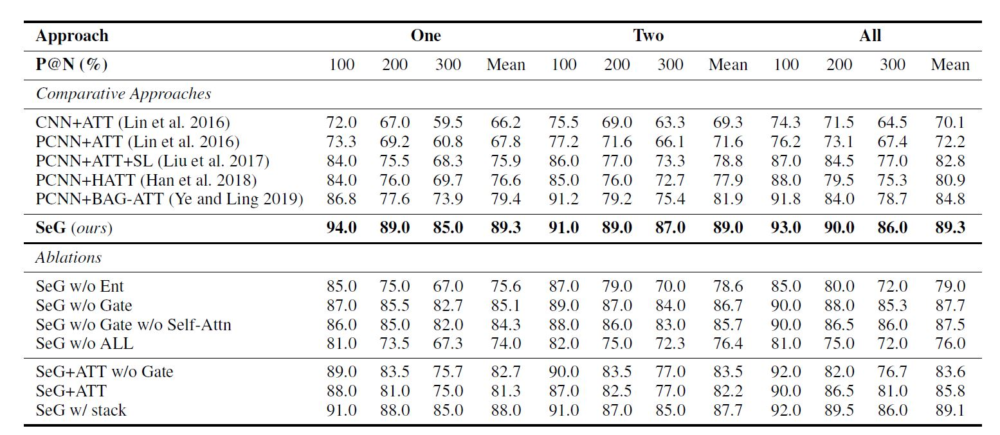 Approach One Two All
P@N (%) 100 200 300 Mean 100 200 300 Mean 100 200 300 Mean
Comparative Approaches
CNN+ATT (Lin et al. 2016) 72.0 67.0 59.5 66.2 75.5 69.0 63.3 69.3 74.3 71.5 64.5 70.1
PCNN+ATT (Lin et al. 2016) 73.3 69.2 60.8 67.8 77.2 71.6 66.1 71.6 76.2 73.1 67.4 72.2
PCNN+ATT+SL (Liu et al. 2017) 84.0 75.5 68.3 75.9 86.0 77.0 73.3 78.8 87.0 84.5 77.0 82.8
PCNN+HATT (Han et al. 2018) 84.0 76.0 69.7 76.6 85.0 76.0 72.7 77.9 88.0 79.5 75.3 80.9
PCNN+BAG-ATT (Ye and Ling 2019) 86.8 77.6 73.9 79.4 91.2 79.2 75.4 81.9 91.8 84.0 78.7 84.8
SeG (ours) 94.0 89.0 85.0 89.3 91.0 89.0 87.0 89.0 93.0 90.0 86.0 89.3
Ablations
SeG w/o Ent 85.0 75.0 67.0 75.6 87.0 79.0 70.0 78.6 85.0 80.0 72.0 79.0
SeG w/o Gate 87.0 85.5 82.7 85.1 89.0 87.0 84.0 86.7 90.0 88.0 85.3 87.7
SeG w/o Gate w/o Self-Attn 86.0 85.0 82.0 84.3 88.0 86.0 83.0 85.7 90.0 86.5 86.0 87.5
SeG w/o ALL 81.0 73.5 67.3 74.0 82.0 75.0 72.3 76.4 81.0 75.0 72.0 76.0
SeG+ATT w/o Gate 89.0 83.5 75.7 82.7 90.0 83.5 77.0 83.5 92.0 82.0 76.7 83.6
SeG+ATT 88.0 81.0 75.0 81.3 87.0 82.5 77.0 82.2 90.0 86.5 81.0 85.8
SeG w/ stack 91.0 88.0 85.0 88.0 91.0 87.0 85.0 87.7 92.0 89.5 86.0 89.1